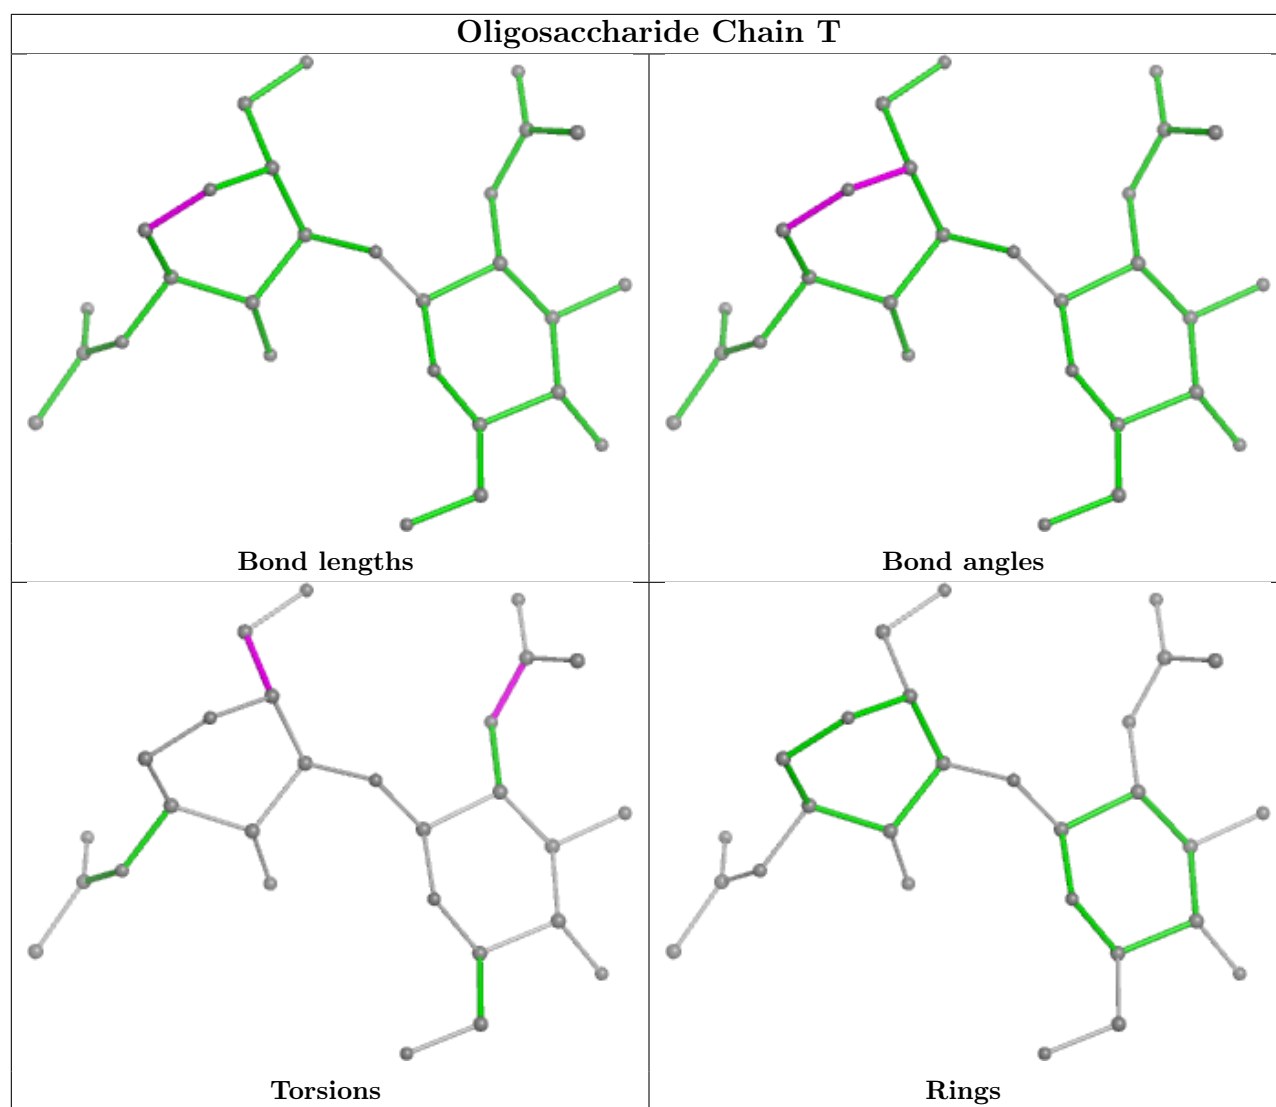 Oligosaccharide Chain T
Bond lengths
Bond angles
Torsions
Rings